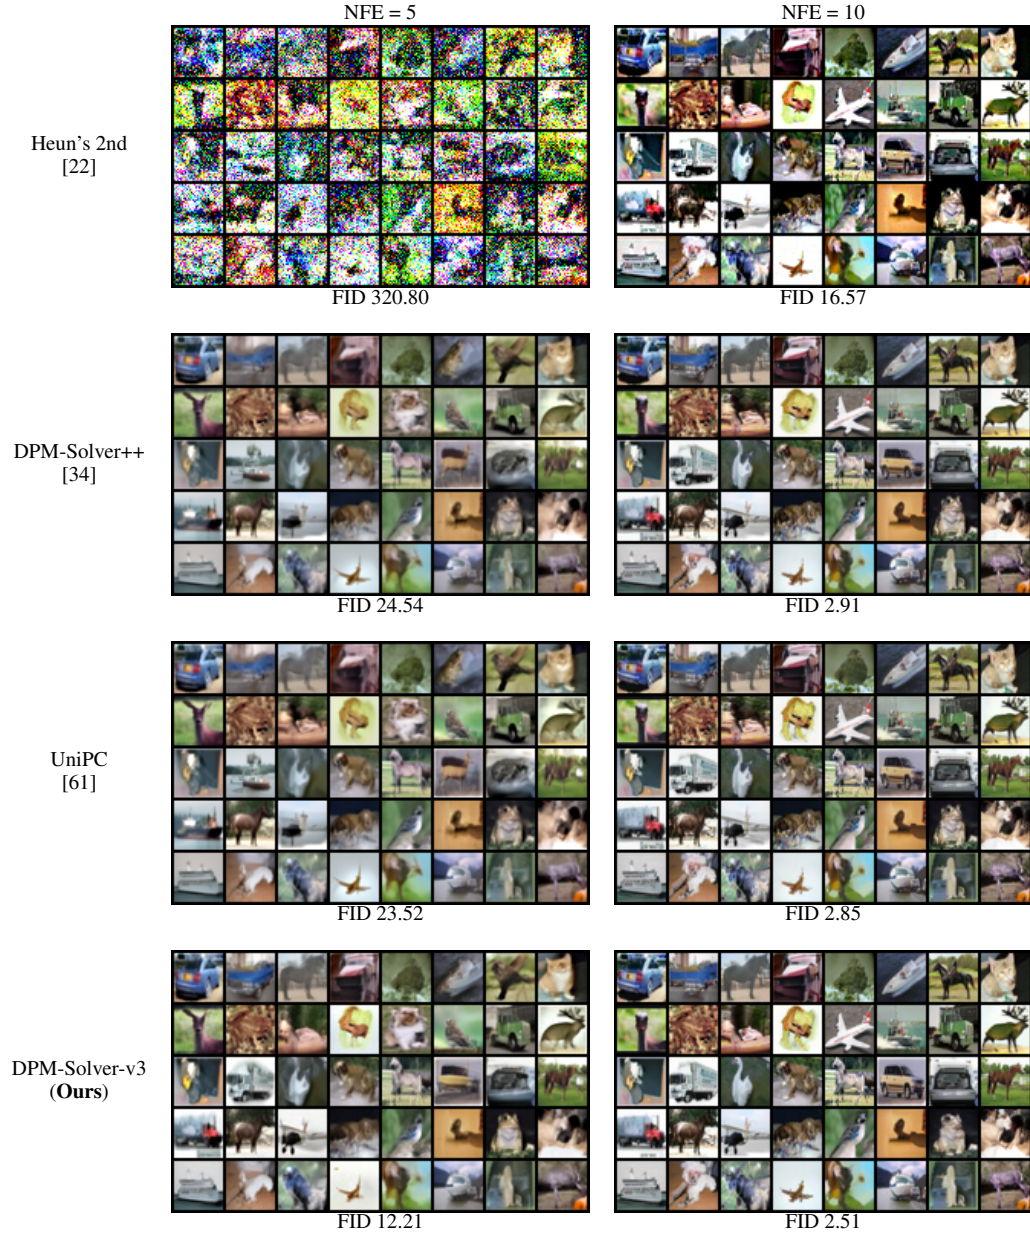 NFE = 5
NFE = 10
Heun's 2nd
[22]
FID 320.80
FID 16.57
DPM-Solver++
[34]
FID 24.54
FID 2.91
UniPC
[61]
FID 23.52
FID 2.85
DPM-Solver-v3
(Ours)
FID 12.21
FID 2.51